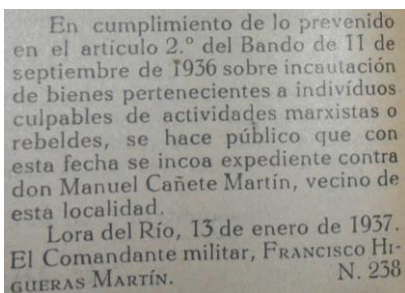 En cumplimiento de lo prevenido
en el artículo 2.º del Bando de 11 de
septiembre de 1936 sobre incautación
de bienes pertenecientes a indivíduos
culpables de actividades marxistas o
rebeldes, se hace público que con
esta fecha se incoa expediente contra
don Manuel Cañete Martín, vecino de
esta localidad.
Lora del Río, 13 de enero de 1937.
El Comandante militar, FRANCISCO HI-
GUERAS MARTÍN. N. 238